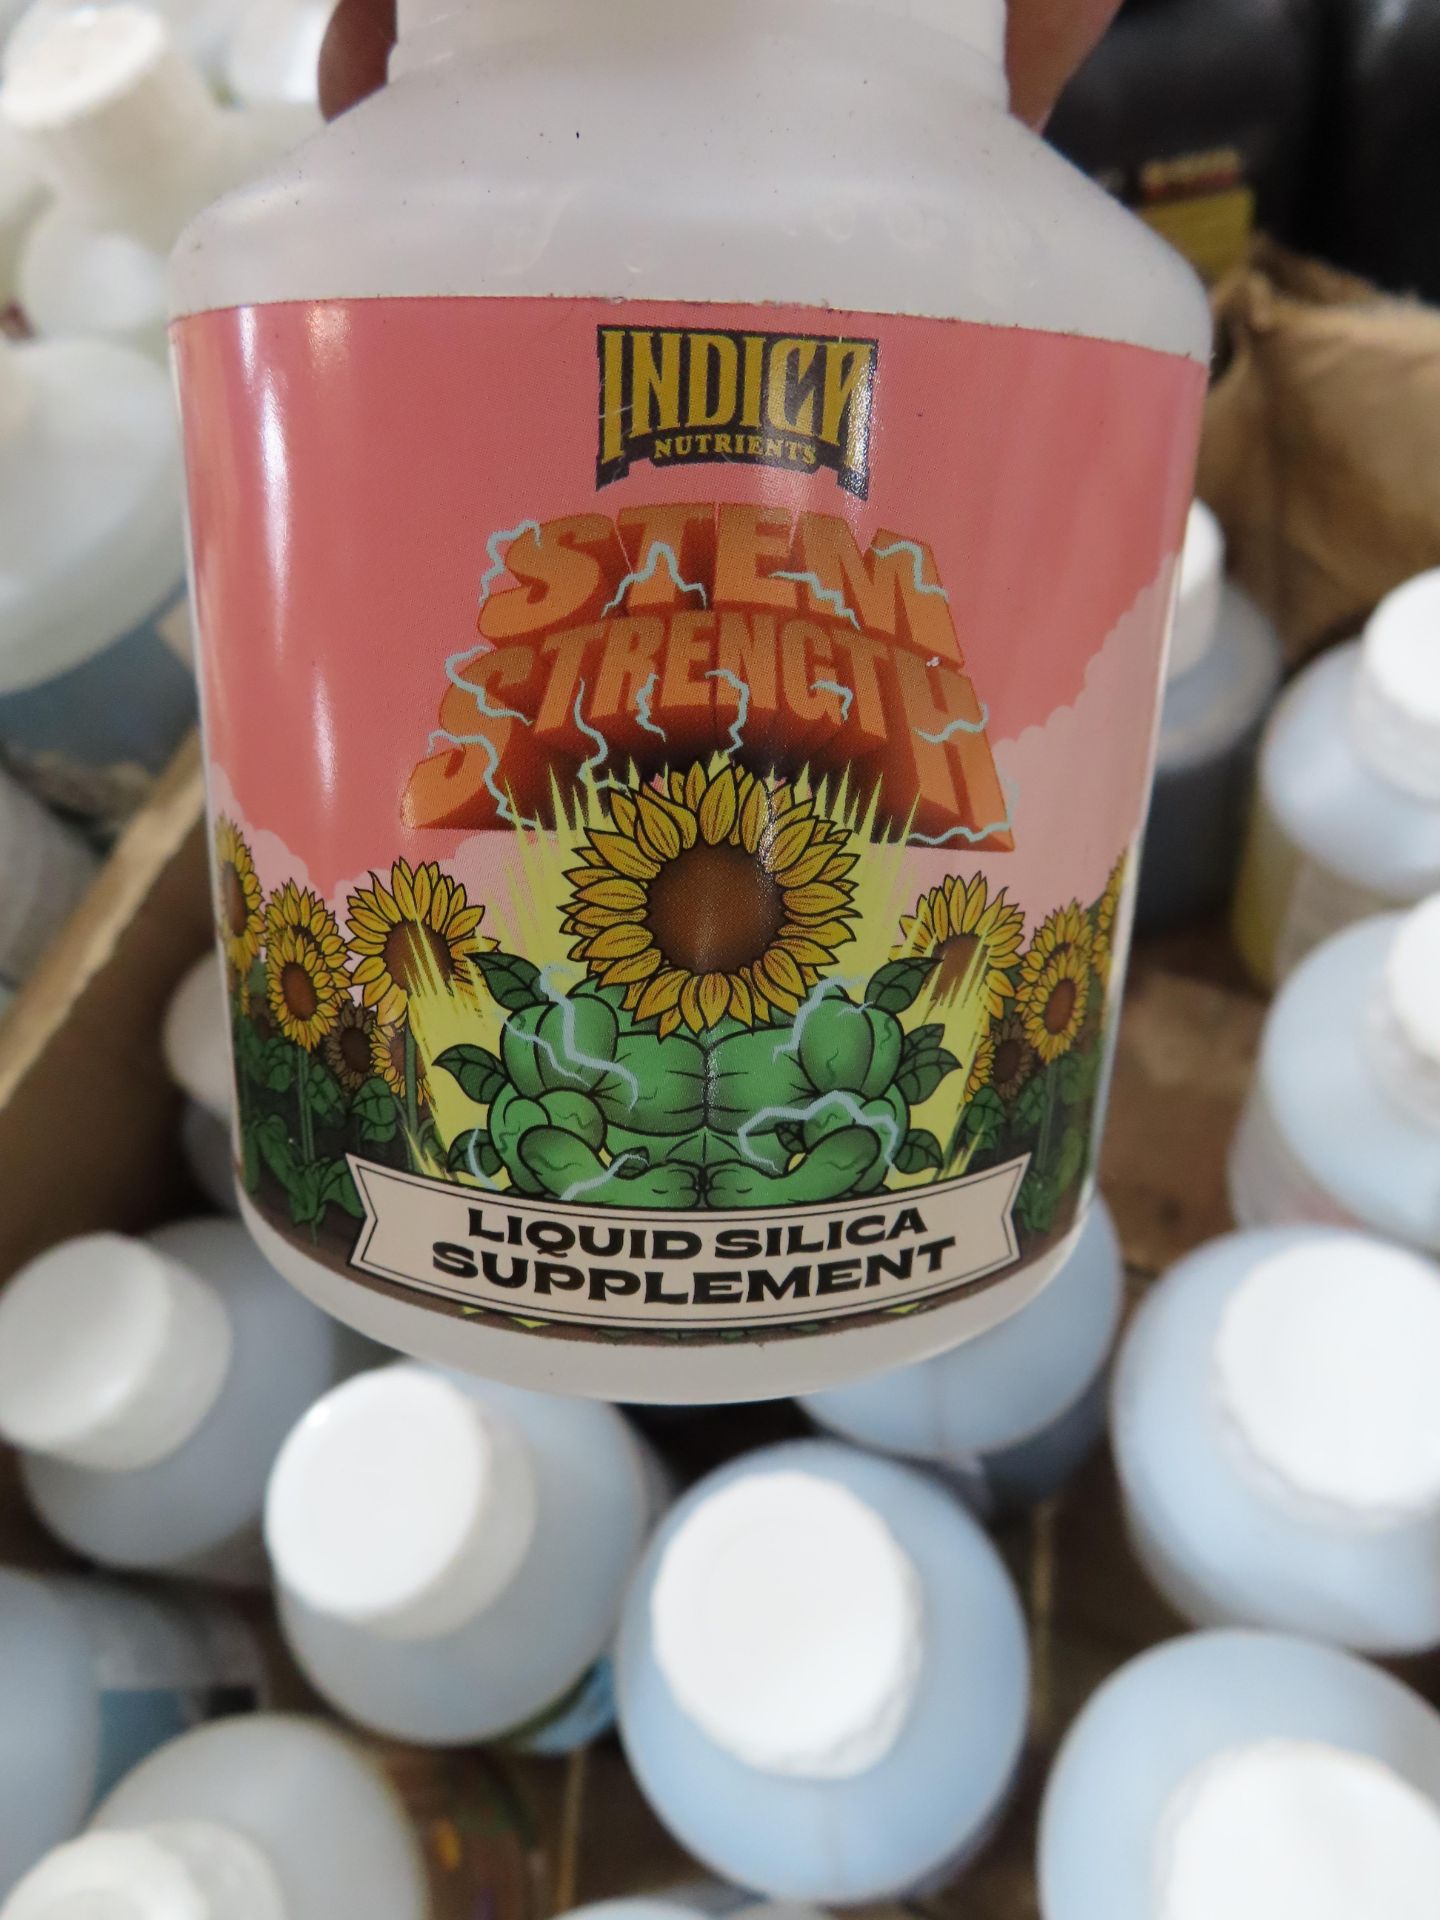 INDICA
NUTRIENTS
STEM
STRENGTH
LIQUID SILICA
SUPPLEMENT